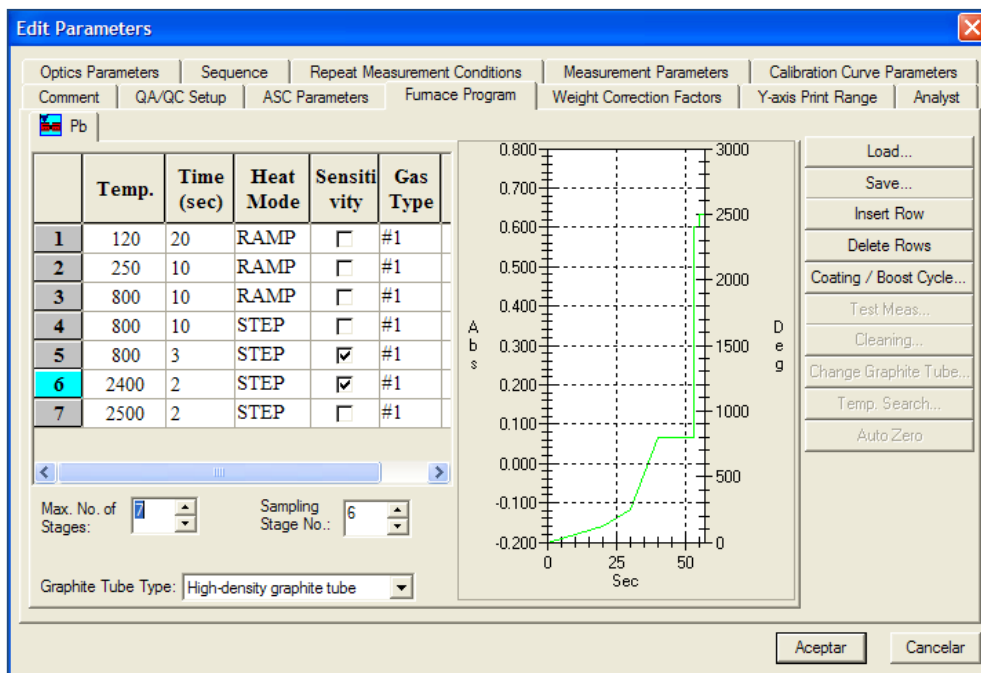 Edit Parameters
Optics Parameters Sequence Repeat Measurement Conditions Measurement Parameters Calibration Curve Parameters
Comment QA/QC Setup ASC Parameters Furnace Program Weight Correction Factors Y-axis Print Range Analyst
Pb
Temp. Time (sec) Heat Mode Sensiti vity Gas Type
1 120 20 RAMP #1
2 250 10 RAMP #1
3 800 10 RAMP #1
4 800 10 STEP #1
5 800 3 STEP #1
6 2400 2 STEP #1
7 2500 2 STEP #1
Max. No. of Stages: 7
Sampling Stage No.: 6
Graphite Tube Type: High-density graphite tube
0.800
0.700
0.600
0.500
0.400
0.300
0.200
0.100
0.000
-0.100
-0.200
Abs
3000
2500
2000
1500
1000
500
0
Deg
0 25 50
Sec
Load...
Save...
Insert Row
Delete Rows
Coating / Boost Cycle...
Test Meas...
Cleaning...
Change Graphite Tube...
Temp. Search...
Auto Zero
Aceptar Cancelar